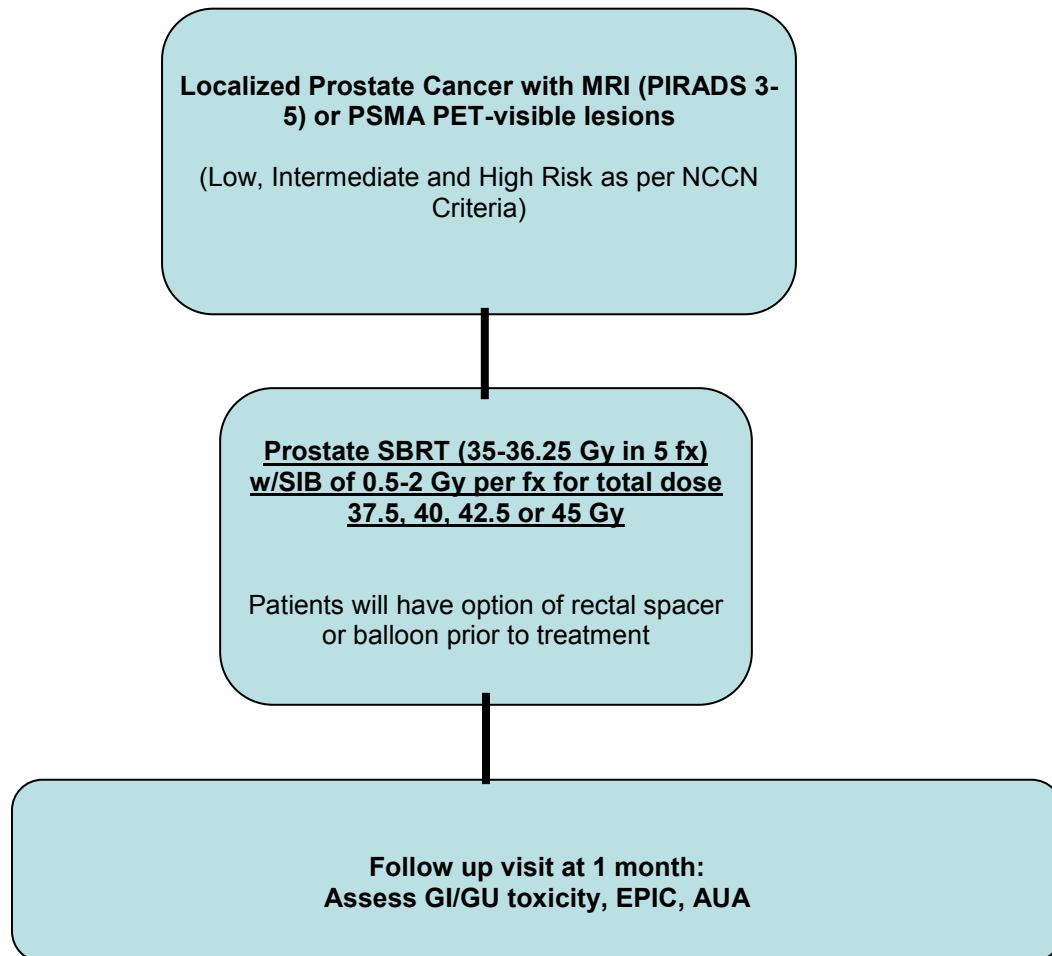 Localized Prostate Cancer with MRI (PIRADS 3-
5) or PSMA PET-visible lesions
(Low, Intermediate and High Risk as per NCCN
Criteria)
Prostate SBRT (35-36.25 Gy in 5 fx)
w/SIB of 0.5-2 Gy per fx for total dose
37.5, 40, 42.5 or 45 Gy
Patients will have option of rectal spacer
or balloon prior to treatment
Follow up visit at 1 month:
Assess GI/GU toxicity, EPIC, AUA